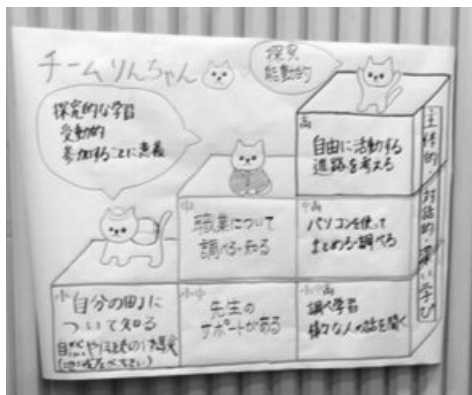 チームりんちゃん
探究
能動的
探究的な学習
受動的
参加することに意義
高
自由に活動する
進路を考える
中
職業について
調べる・知る
中高
パソコンを使って
まとめる・調べる
小
自分の町に
ついて知る
小中
先生の
サポートがある
小中高
調べ学習
様々な人の話を聞く
主体的・対話的・深い学び